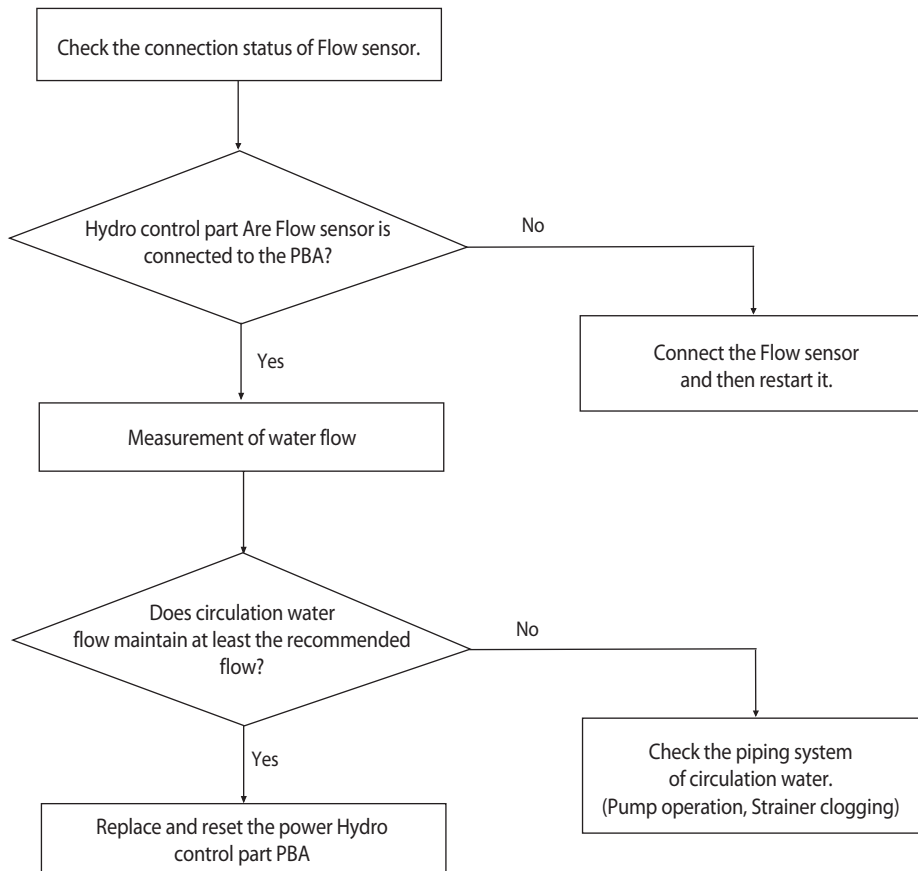 Check the connection status of Flow sensor.
Hydro control part Are Flow sensor is
connected to the PBA?
No
Connect the Flow sensor
and then restart it.
Yes
Measurement of water flow
Does circulation water
flow maintain at least the recommended
flow?
No
Check the piping system
of circulation water.
(Pump operation, Strainer clogging)
Yes
Replace and reset the power Hydro
control part PBA